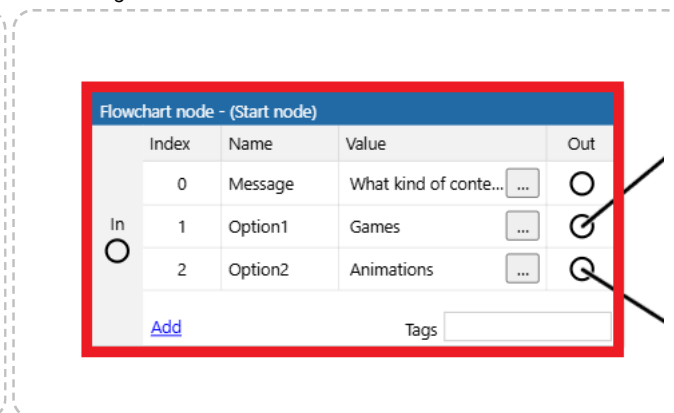 Flowchart node - (Start node)
Index Name Value Out
0 Message What kind of conte... ...
In
1 Option1 Games ...
2 Option2 Animations ...
Add Tags